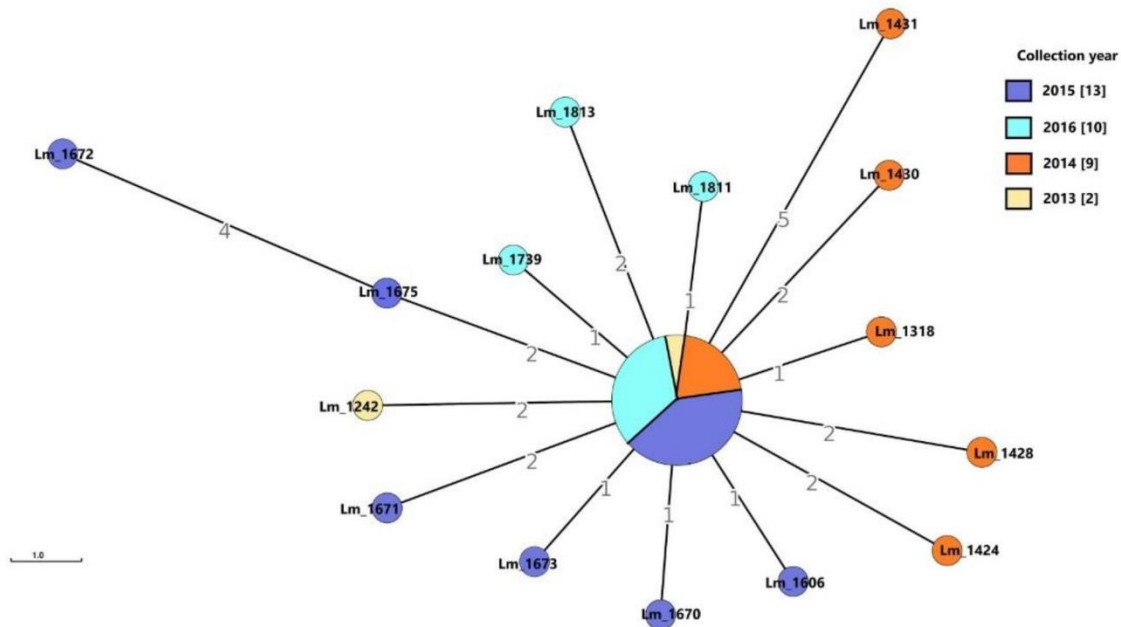 Lm_1431
Collection year
2015 [13]
2016 [10]
2014 [9]
2013 [2]
Lm_1813
Lm_1672
Lm_1811
Lm_1430
5
4
2
Lm_1739
1
2
Lm_1675
1
Lm_1318
2
1
Lm_1242
2
2
Lm_1428
2
Lm_1671
1
1
1
2
1.0
Lm_1673
Lm_1424
Lm_1606
Lm_1670